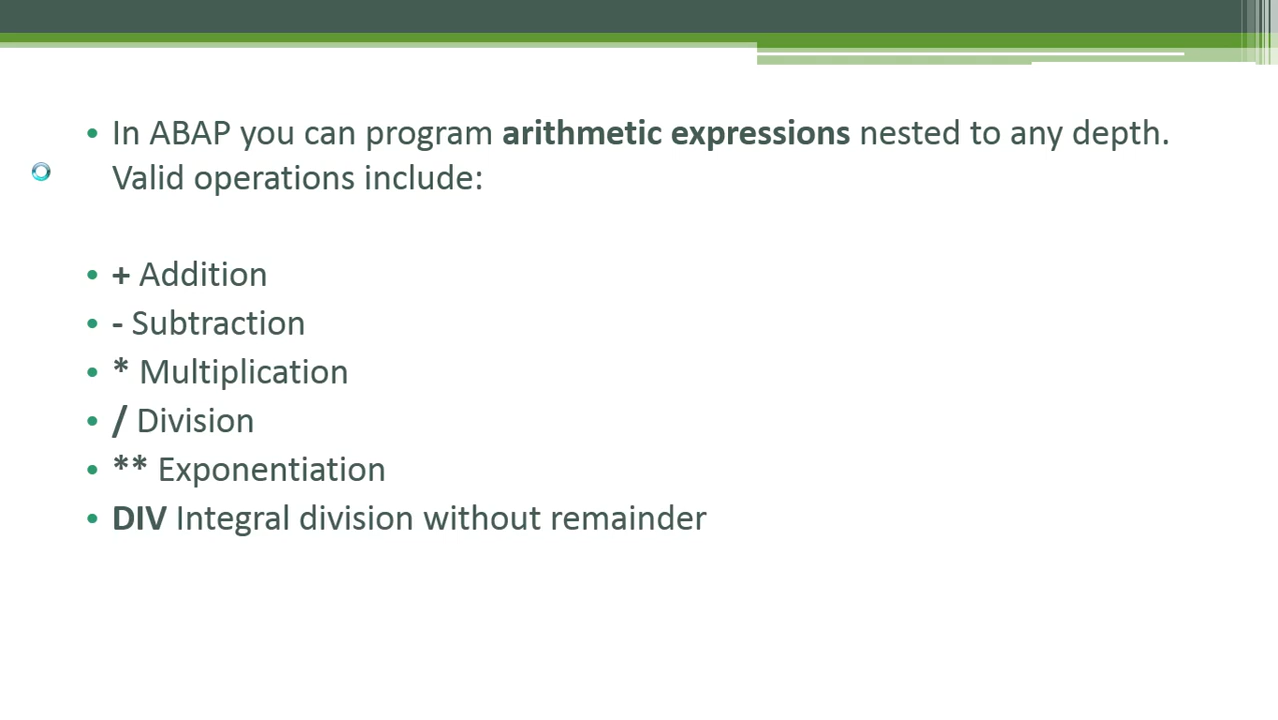 • In ABAP you can program arithmetic expressions nested to any depth.
Valid operations include:
• + Addition
• - Subtraction
• * Multiplication
• / Division
• ** Exponentiation
• DIV Integral division without remainder